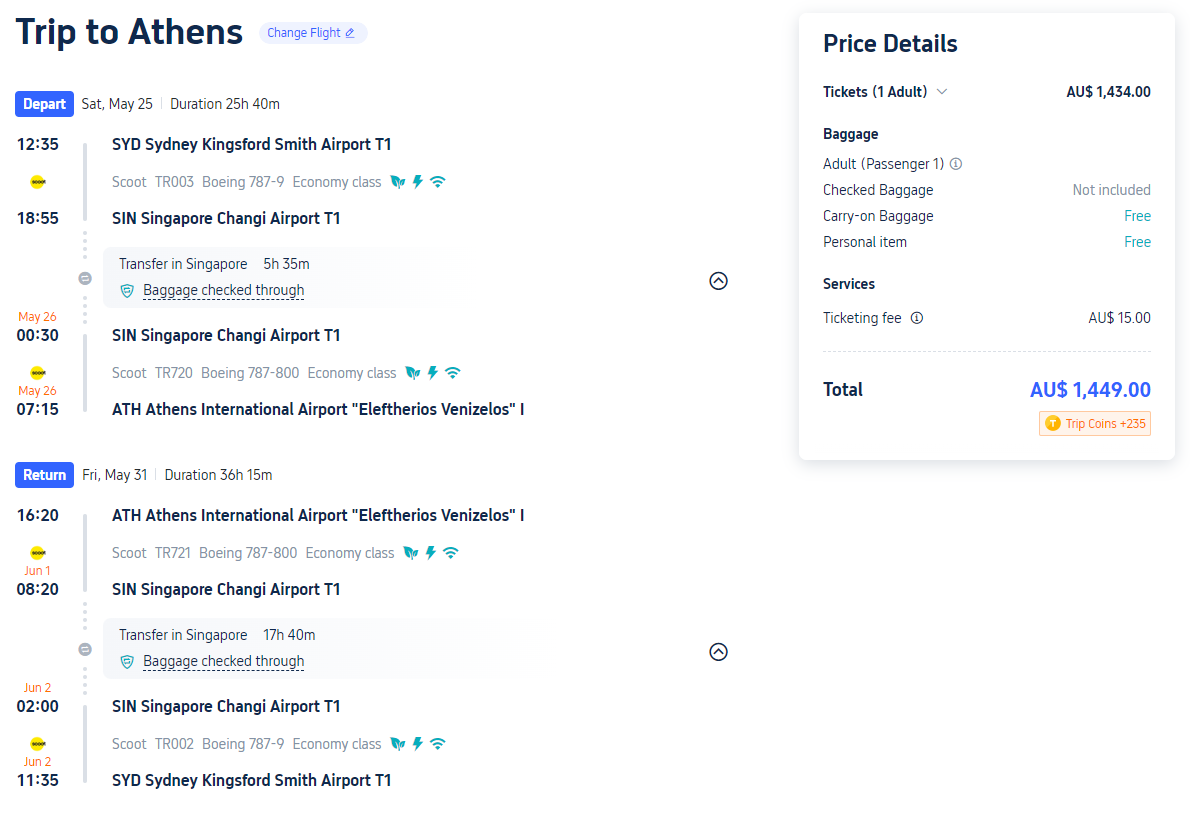 Trip to Athens
Change Flight
Depart Sat, May 25 Duration 25h 40m
12:35 SYD Sydney Kingsford Smith Airport T1
scoot Scoot TR003 Boeing 787-9 Economy class
18:55 SIN Singapore Changi Airport T1
Transfer in Singapore 5h 35m
Baggage checked through
May 26
00:30 SIN Singapore Changi Airport T1
scoot Scoot TR720 Boeing 787-800 Economy class
May 26
07:15 ATH Athens International Airport "Eleftherios Venizelos" I
Return Fri, May 31 Duration 36h 15m
16:20 ATH Athens International Airport "Eleftherios Venizelos" I
scoot Scoot TR721 Boeing 787-800 Economy class
Jun 1
08:20 SIN Singapore Changi Airport T1
Transfer in Singapore 17h 40m
Baggage checked through
Jun 2
02:00 SIN Singapore Changi Airport T1
scoot Scoot TR002 Boeing 787-9 Economy class
Jun 2
11:35 SYD Sydney Kingsford Smith Airport T1
Price Details
Tickets (1 Adult) AU$ 1,434.00
Baggage
Adult (Passenger 1)
Checked Baggage Not included
Carry-on Baggage Free
Personal item Free
Services
Ticketing fee AU$ 15.00
Total AU$ 1,449.00
T Trip Coins +235